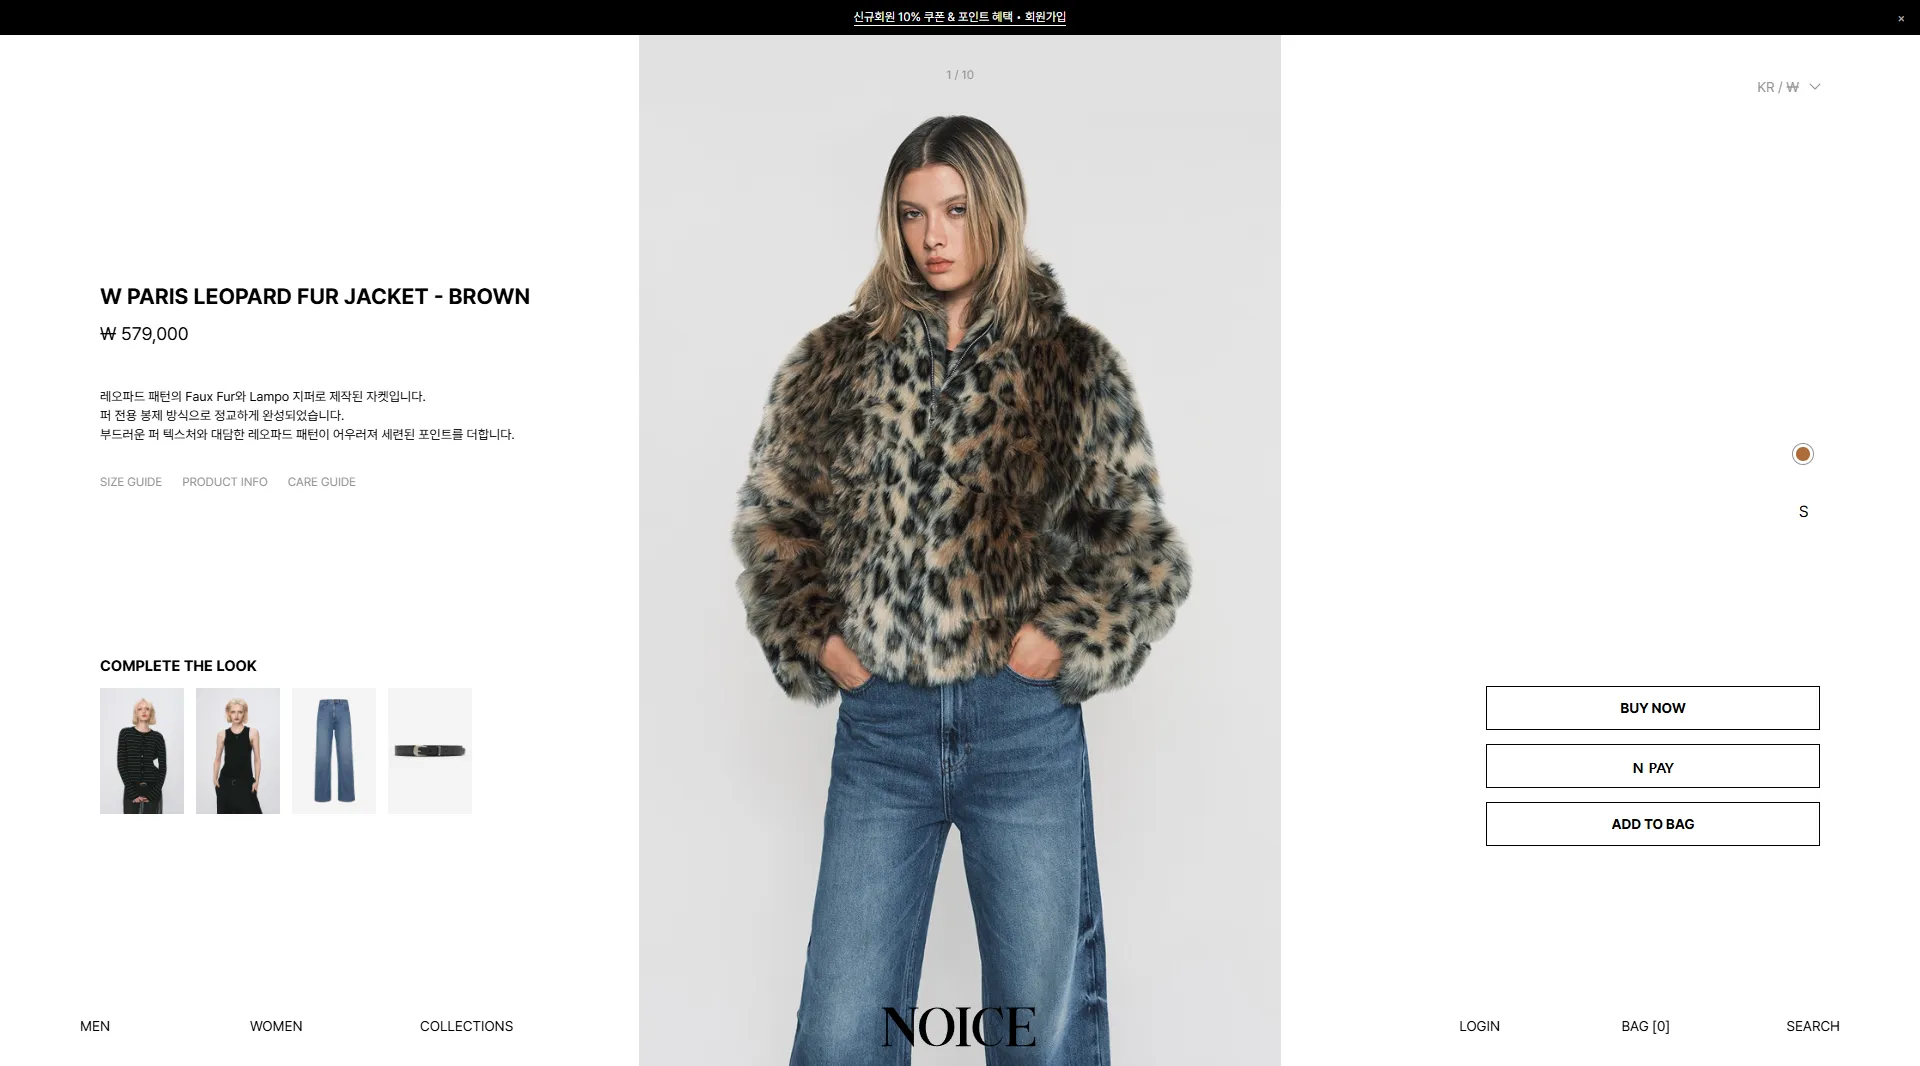 신규회원 10% 쿠폰 & 포인트 혜택 • 회원가입
×
1 / 10
KR / ₩
W PARIS LEOPARD FUR JACKET - BROWN
₩ 579,000
레오파드 패턴의 Faux Fur와 Lampo 지퍼로 제작된 자켓입니다.
퍼 전용 봉제 방식으로 정교하게 완성되었습니다.
부드러운 퍼 텍스처와 대담한 레오파드 패턴이 어우러져 세련된 포인트를 더합니다.
SIZE GUIDE PRODUCT INFO CARE GUIDE
S
COMPLETE THE LOOK
BUY NOW
N PAY
ADD TO BAG
MEN WOMEN COLLECTIONS
NOICE
LOGIN BAG [0] SEARCH